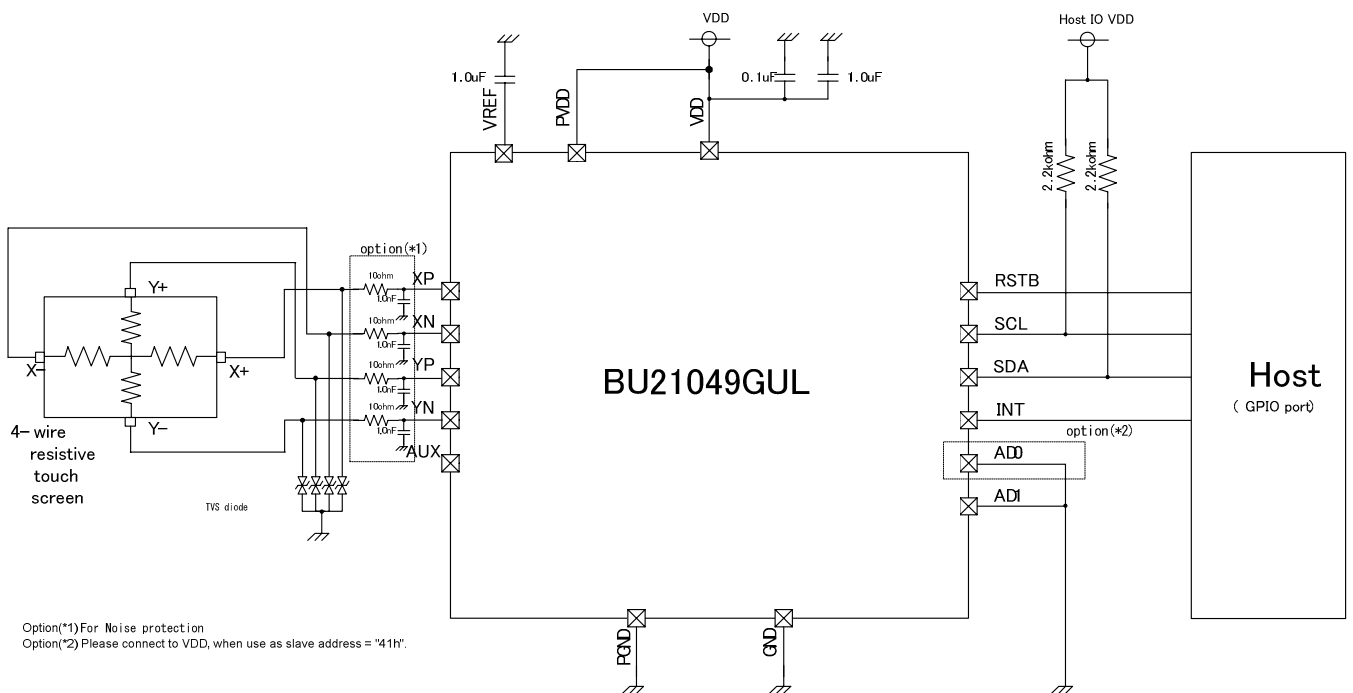 VDD
Host IO VDD
1.0uF
0.1uF
1.0uF
VREF
PVDD
VDD
2.2kohm
2.2kohm
option(*1)
10ohm
1.0nF
XP
10ohm
1.0nF
XN
10ohm
1.0nF
YP
10ohm
1.0nF
YN
AUX
Y+
X-
X+
Y-
4-wire
resistive
touch
screen
TVS diode
BU21049GUL
RSTB
SCL
SDA
INT
option(*2)
AD0
AD1
Host
( GPIO port)
PGND
GND
Option(*1) For Noise protection
Option(*2) Please connect to VDD, when use as slave address = "41h".